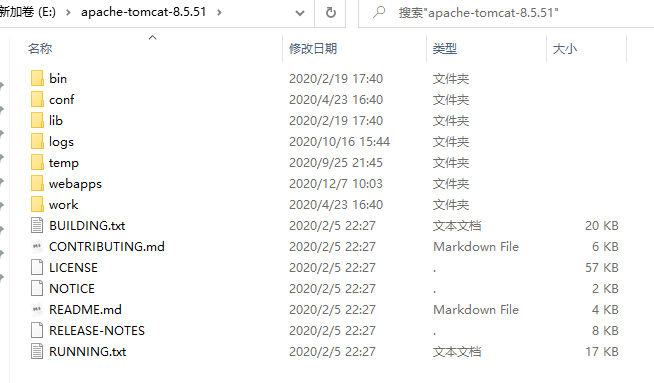 新加卷 (E:) > apache-tomcat-8.5.51 > 搜索"apache-tomcat-8.5.51"
名称 修改日期 类型 大小
bin 2020/2/19 17:40 文件夹
conf 2020/4/23 16:40 文件夹
lib 2020/2/19 17:40 文件夹
logs 2020/10/16 15:44 文件夹
temp 2020/9/25 21:45 文件夹
webapps 2020/12/7 10:03 文件夹
work 2020/4/23 16:40 文件夹
BUILDING.txt 2020/2/5 22:27 文本文档 20 KB
CONTRIBUTING.md 2020/2/5 22:27 Markdown File 6 KB
LICENSE 2020/2/5 22:27 . 57 KB
NOTICE 2020/2/5 22:27 . 2 KB
README.md 2020/2/5 22:27 Markdown File 4 KB
RELEASE-NOTES 2020/2/5 22:27 . 8 KB
RUNNING.txt 2020/2/5 22:27 文本文档 17 KB